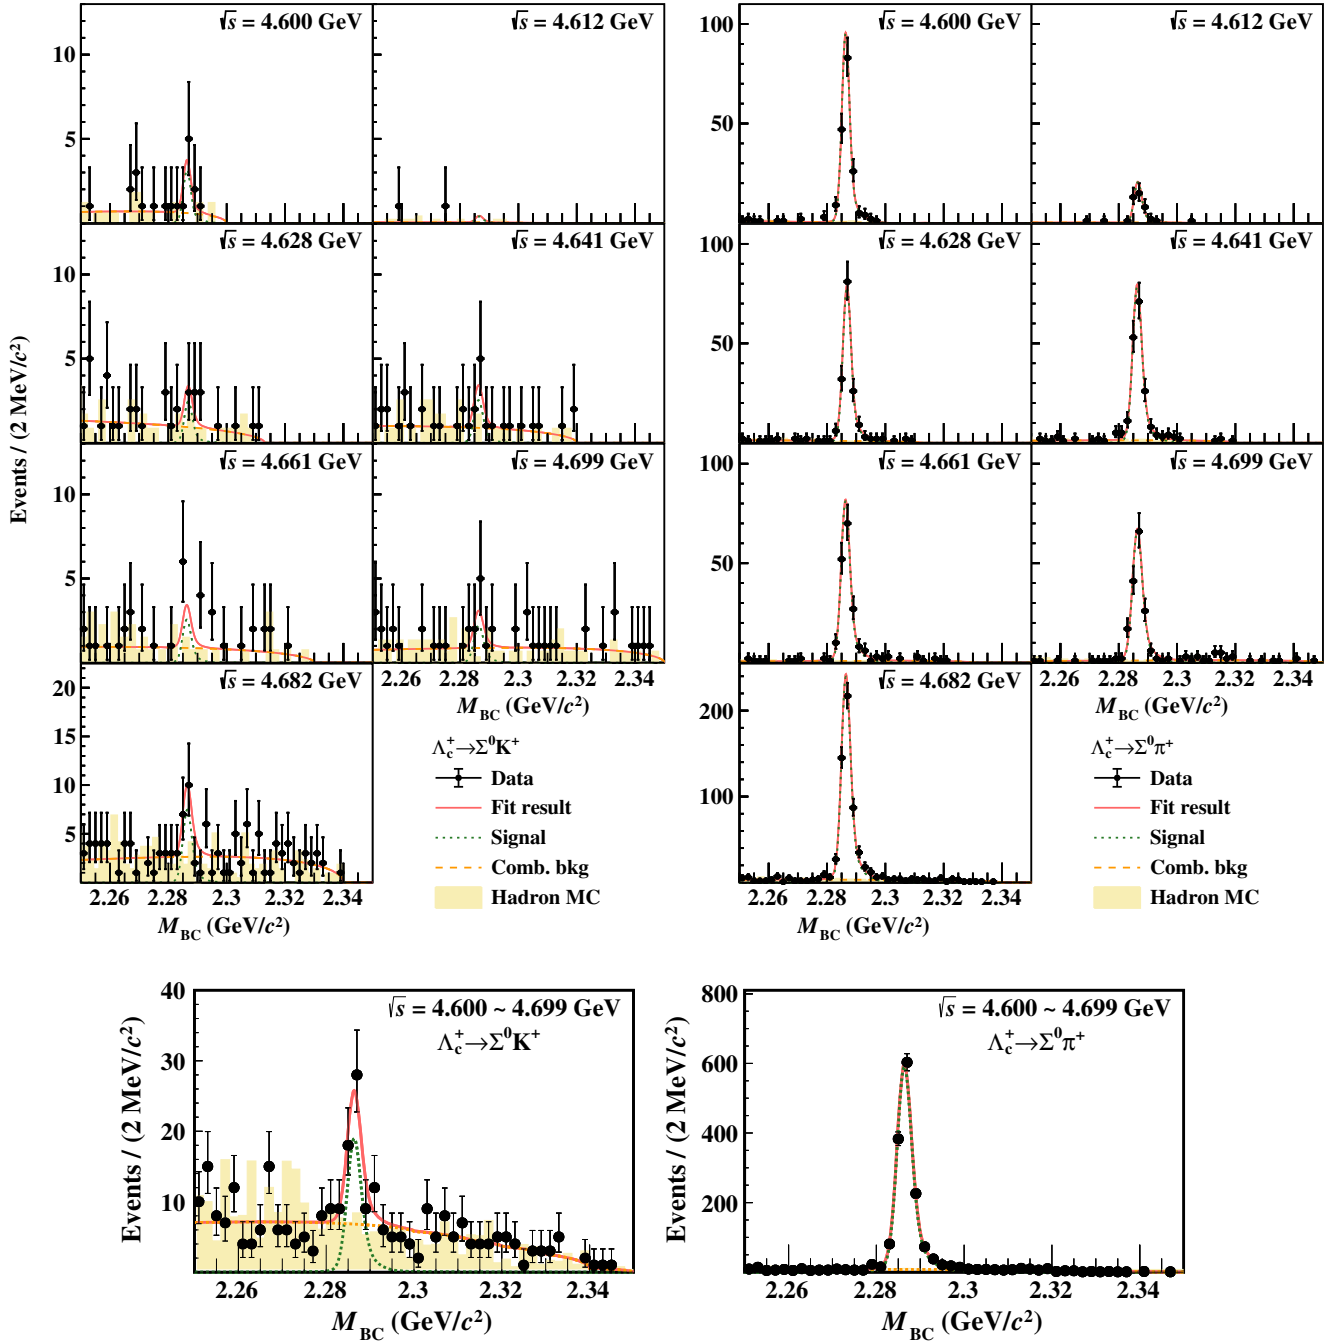 √s = 4.600 GeV
√s = 4.612 GeV
10
5
√s = 4.628 GeV
√s = 4.641 GeV
10
5
√s = 4.661 GeV
√s = 4.699 GeV
10
5
√s = 4.682 GeV
20
15
10
5
2.26 2.28 2.3 2.32 2.34
M_BC (GeV/c²)
2.26 2.28 2.3 2.32 2.34
M_BC (GeV/c²)
Events / (2 MeV/c²)
Λ_c⁺→Σ⁰K⁺
Data
Fit result
Signal
Comb. bkg
Hadron MC
√s = 4.600 GeV
√s = 4.612 GeV
100
50
√s = 4.628 GeV
√s = 4.641 GeV
100
50
√s = 4.661 GeV
√s = 4.699 GeV
100
50
√s = 4.682 GeV
200
100
2.26 2.28 2.3 2.32 2.34
M_BC (GeV/c²)
2.26 2.28 2.3 2.32 2.34
M_BC (GeV/c²)
Λ_c⁺→Σ⁰π⁺
Data
Fit result
Signal
Comb. bkg
Hadron MC
√s = 4.600 ~ 4.699 GeV
Λ_c⁺→Σ⁰K⁺
40
30
20
10
Events / (2 MeV/c²)
2.26 2.28 2.3 2.32 2.34
M_BC (GeV/c²)
√s = 4.600 ~ 4.699 GeV
Λ_c⁺→Σ⁰π⁺
800
600
400
200
0
Events / (2 MeV/c²)
2.26 2.28 2.3 2.32 2.34
M_BC (GeV/c²)